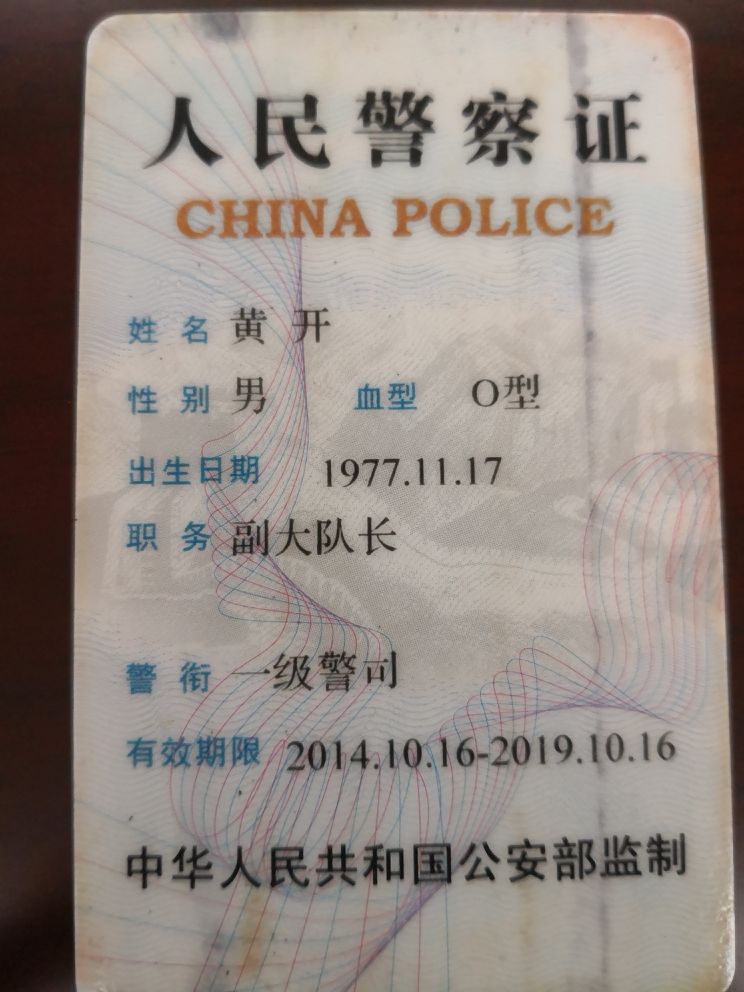 人民警察证
CHINA POLICE
姓名 黄开
性别 男 血型 O型
出生日期 1977.11.17
职务 副大队长
警衔 一级警司
有效期限 2014.10.16-2019.10.16
中华人民共和国公安部监制